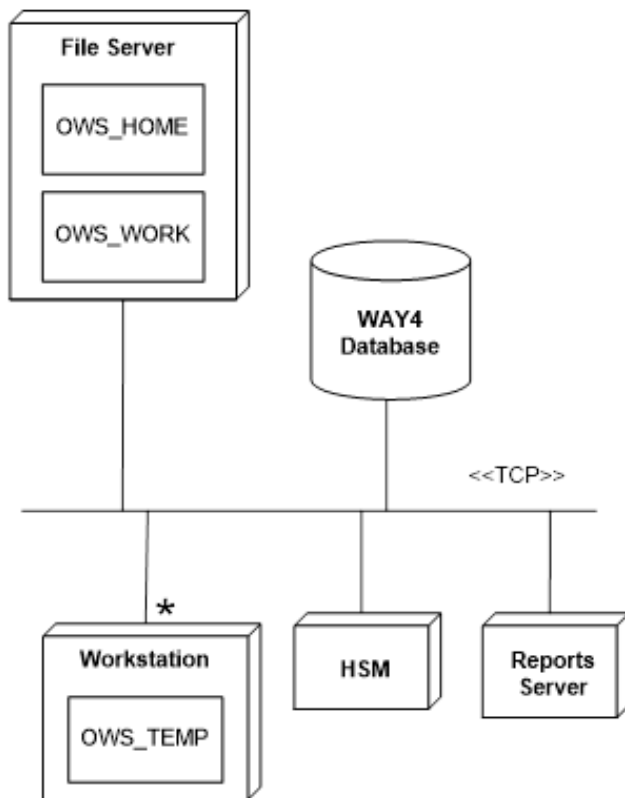 File Server
OWS_HOME
OWS_WORK
WAY4
Database
<<TCP>>
*
Workstation
OWS_TEMP
HSM
Reports
Server